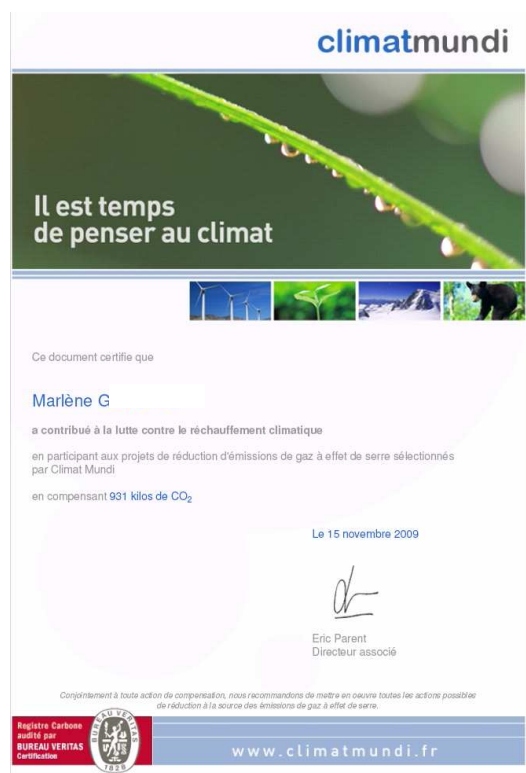 climatmundi
Il est temps
de penser au climat
Ce document certifie que
Marlène G
a contribué à la lutte contre le réchauffement climatique
en participant aux projets de réduction d'émissions de gaz à effet de serre sélectionnés
par Climat Mundi
en compensant 931 kilos de CO₂
Le 15 novembre 2009
Eric Parent
Directeur associé
Conjointement à toute action de compensation, nous recommandons de mettre en oeuvre toutes les actions possibles
de réduction à la source des émissions de gaz à effet de serre.
Registre Carbone
audité par
BUREAU VERITAS
Certification
BUREAU VERITAS
1828
www.climatmundi.fr